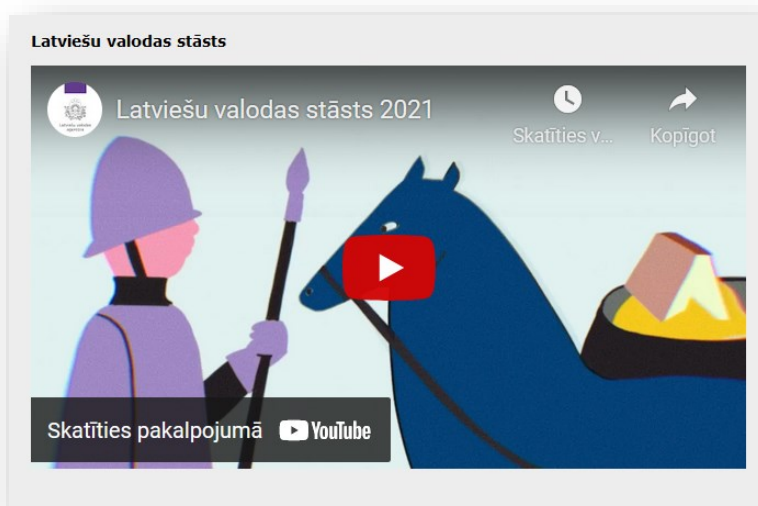 Latviešu valodas stāsts
Latviešu valodas stāsts 2021
Skatīties v...
Kopīgot
Skatīties pakalpojumā YouTube